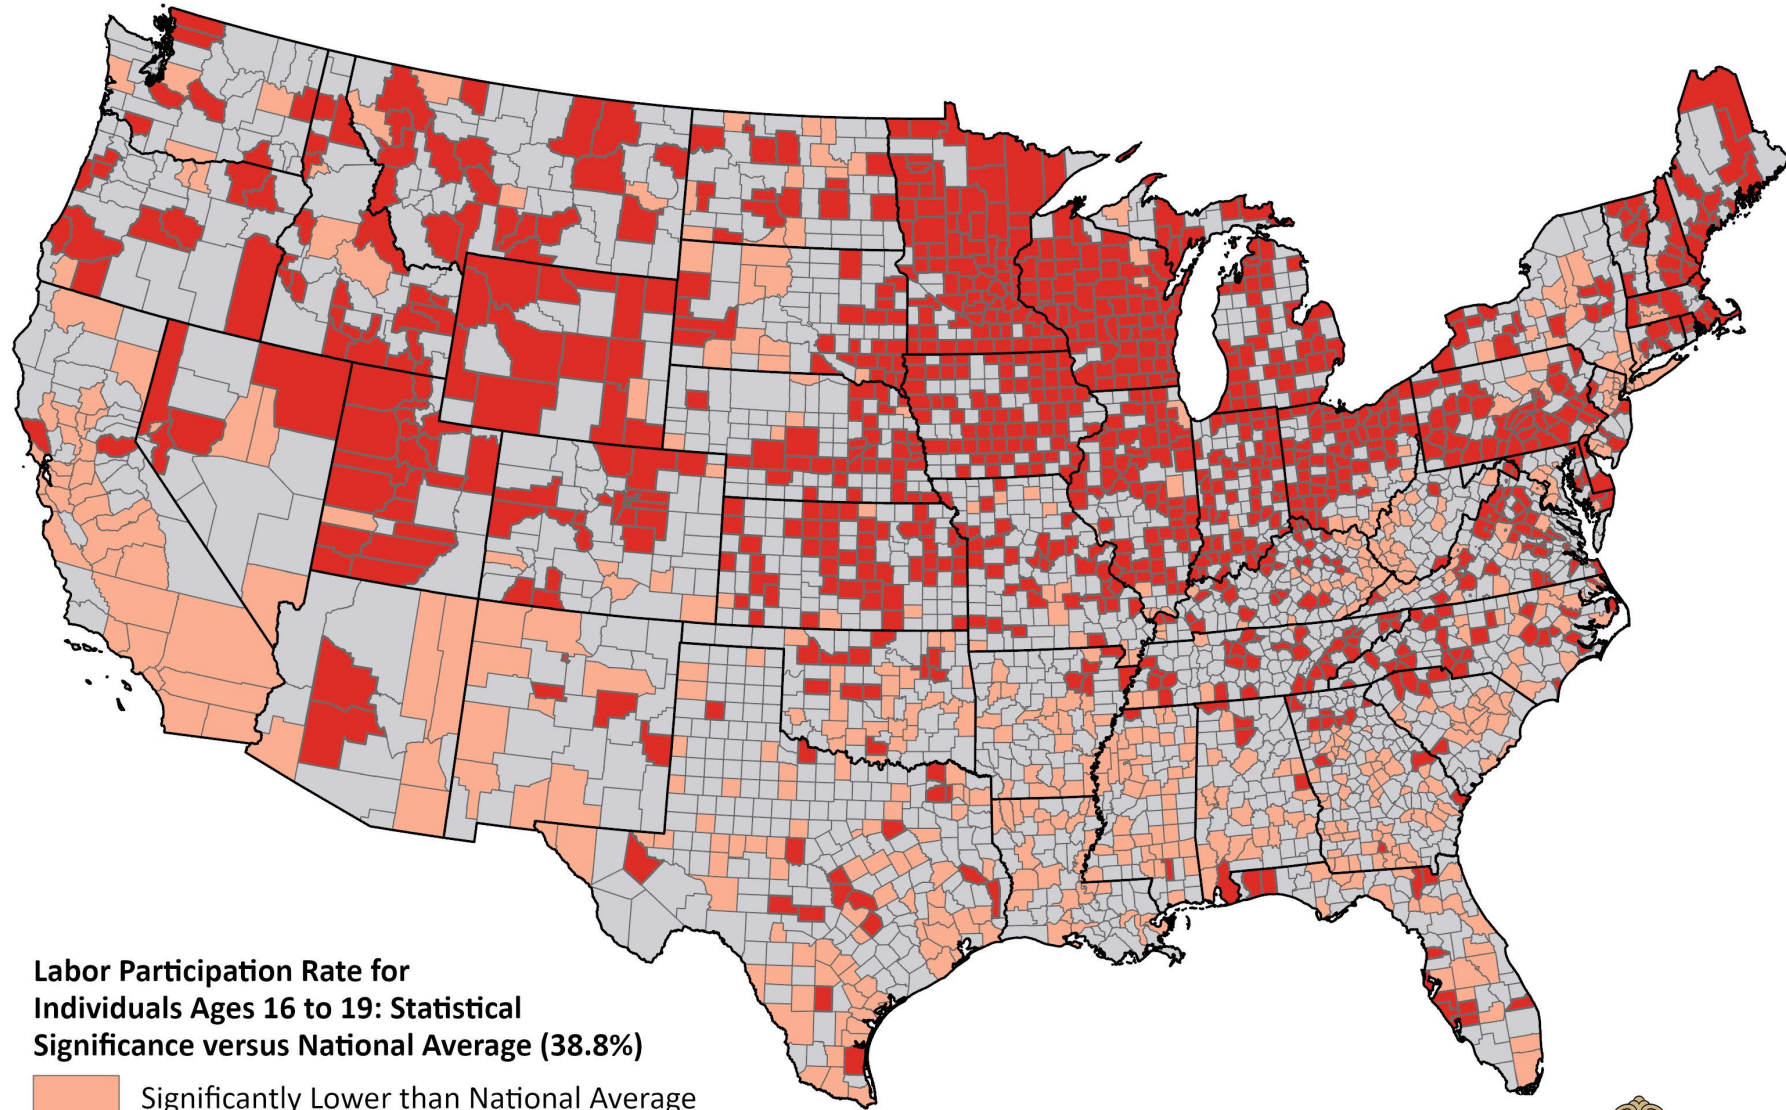 Labor Participation Rate for
Individuals Ages 16 to 19: Statistical
Significance versus National Average (38.8%)
Significantly Lower than National Average